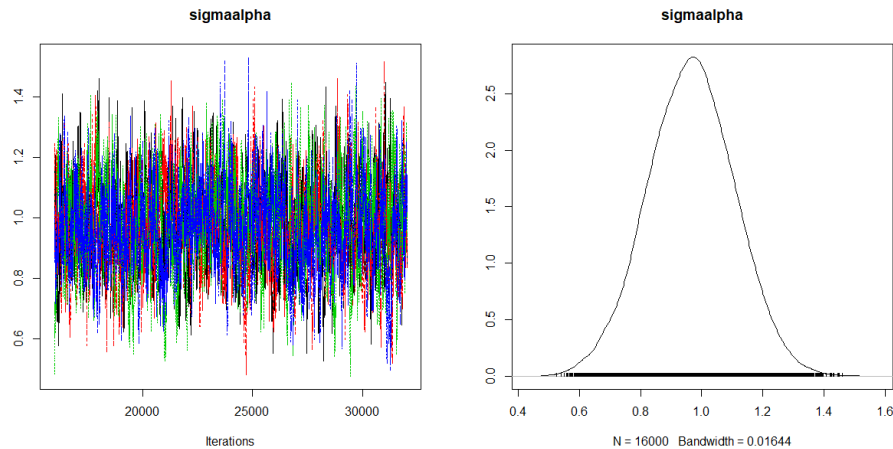 sigmaalpha
0.6 0.8 1.0 1.2 1.4
20000 25000 30000
Iterations
sigmaalpha
0.0 0.5 1.0 1.5 2.0 2.5
0.4 0.6 0.8 1.0 1.2 1.4 1.6
N = 16000 Bandwidth = 0.01644